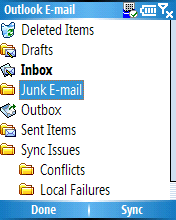 Outlook E-mail
Deleted Items
Drafts
Inbox
Junk E-mail
Outbox
Sent Items
Sync Issues
Conflicts
Local Failures
Done
Sync